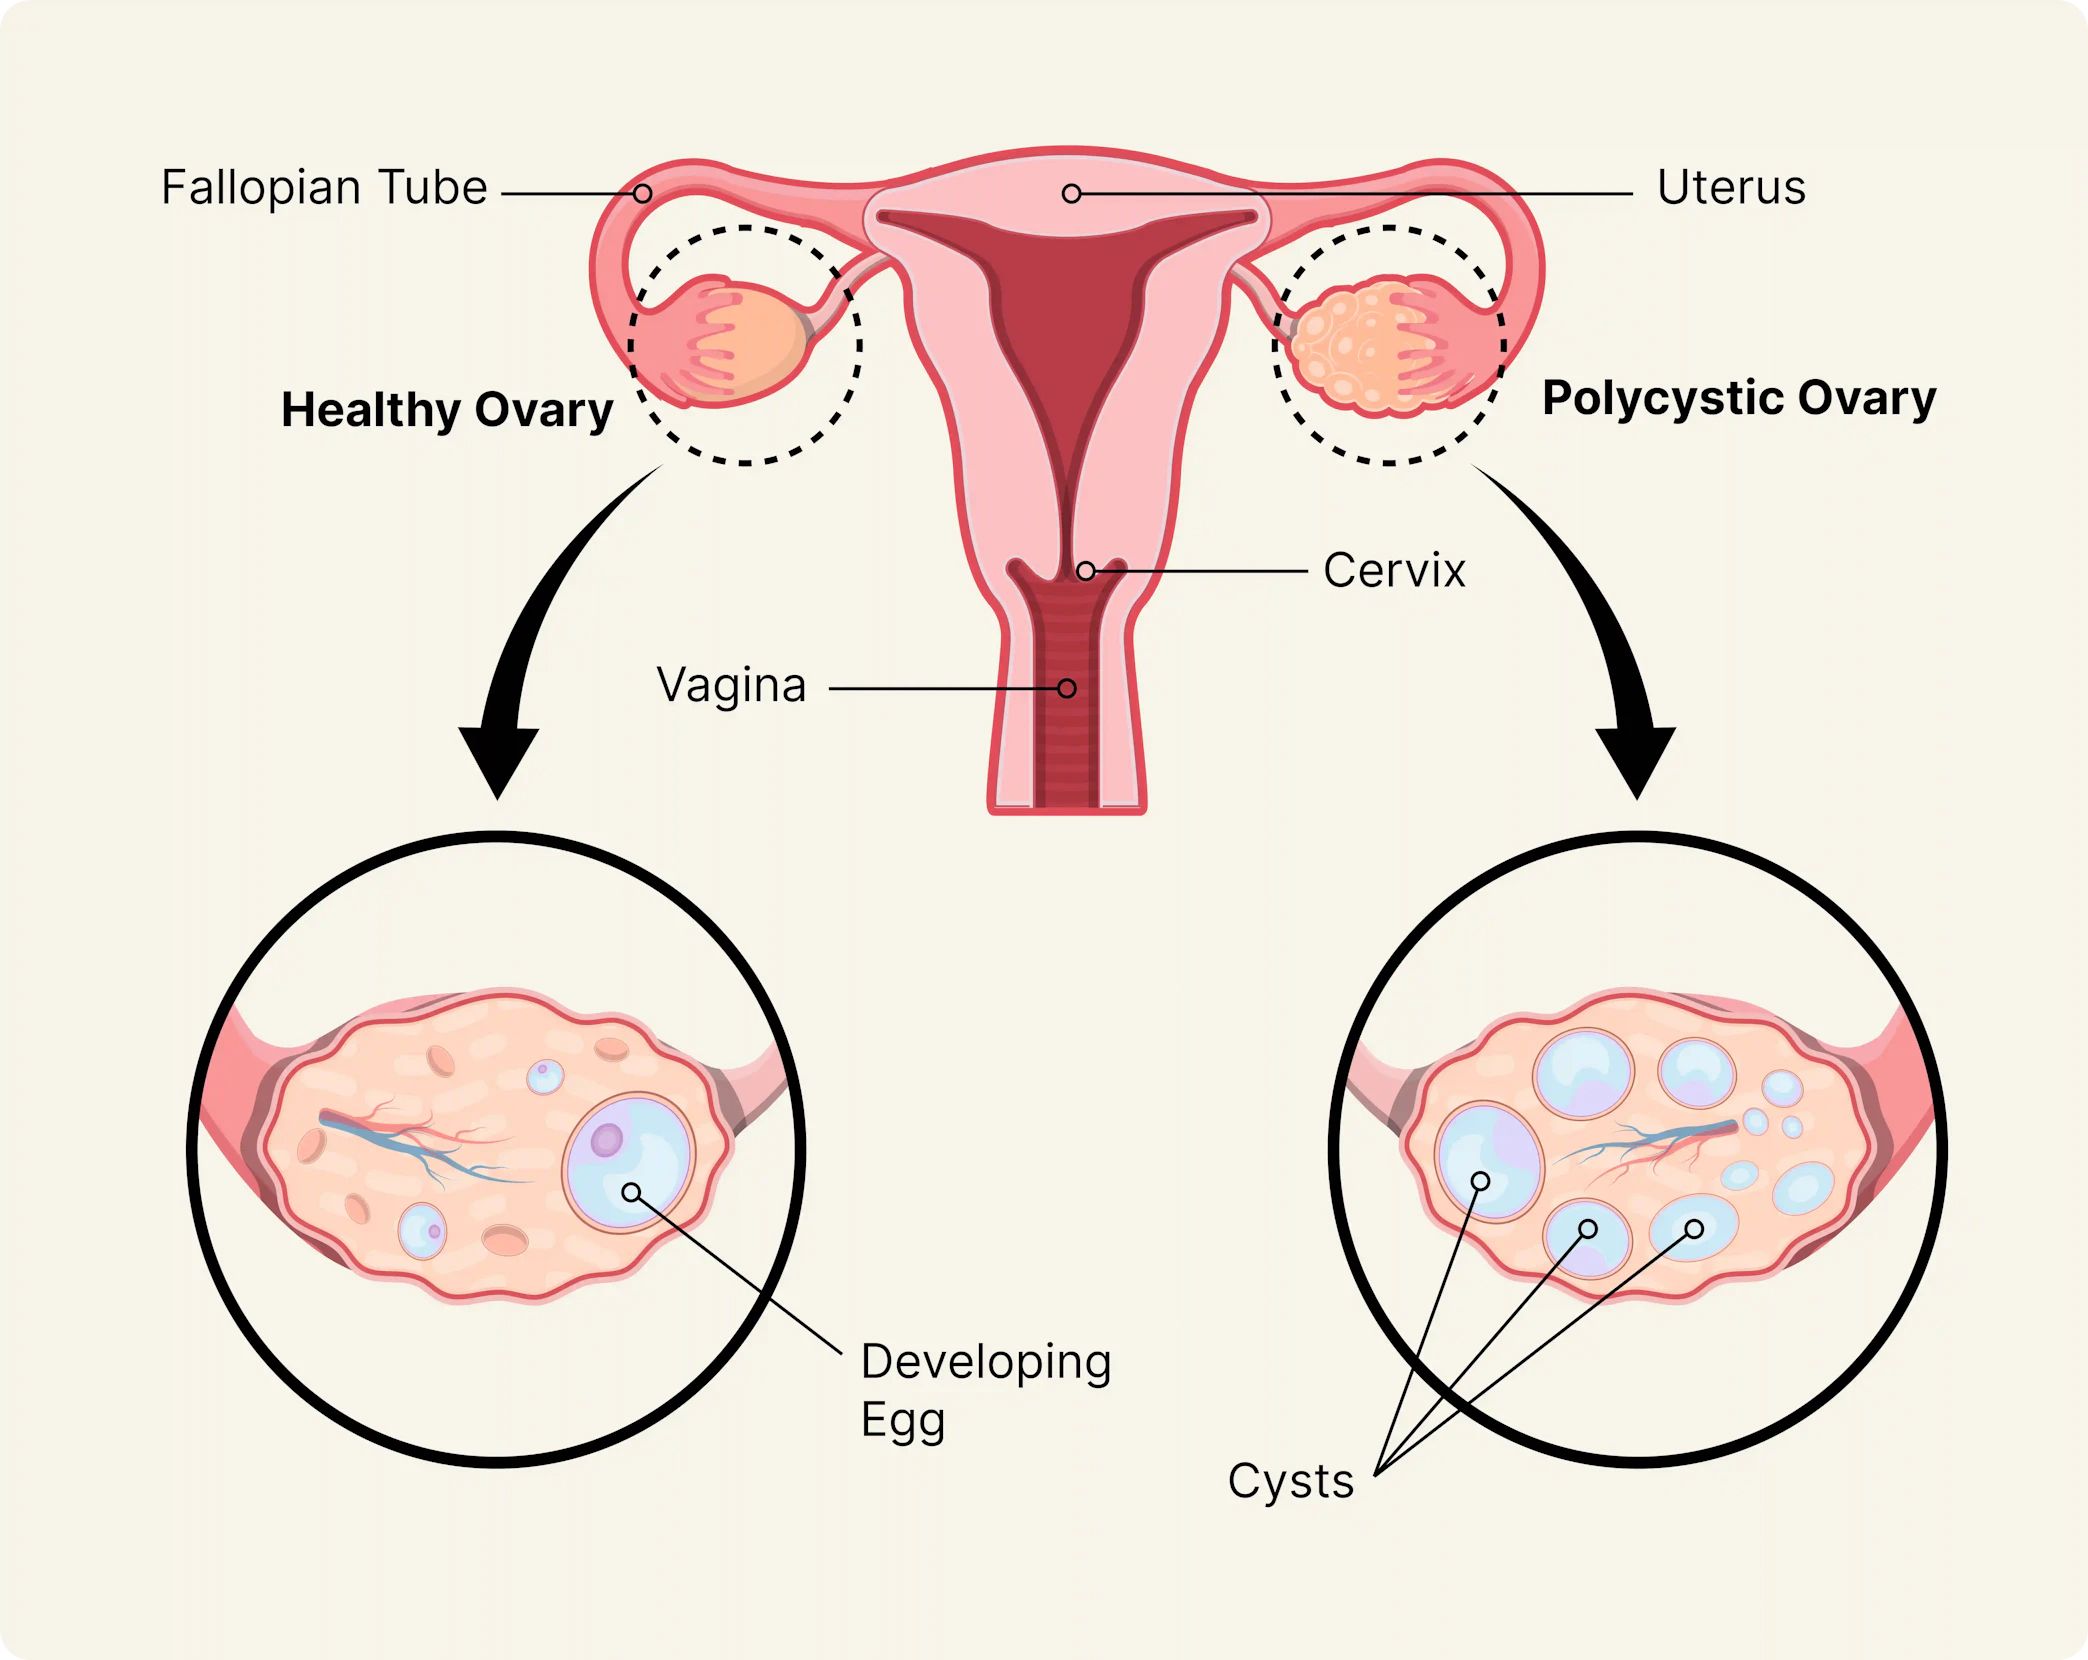 Fallopian Tube
Uterus
Healthy Ovary
Polycystic Ovary
Cervix
Vagina
Developing
Egg
Cysts